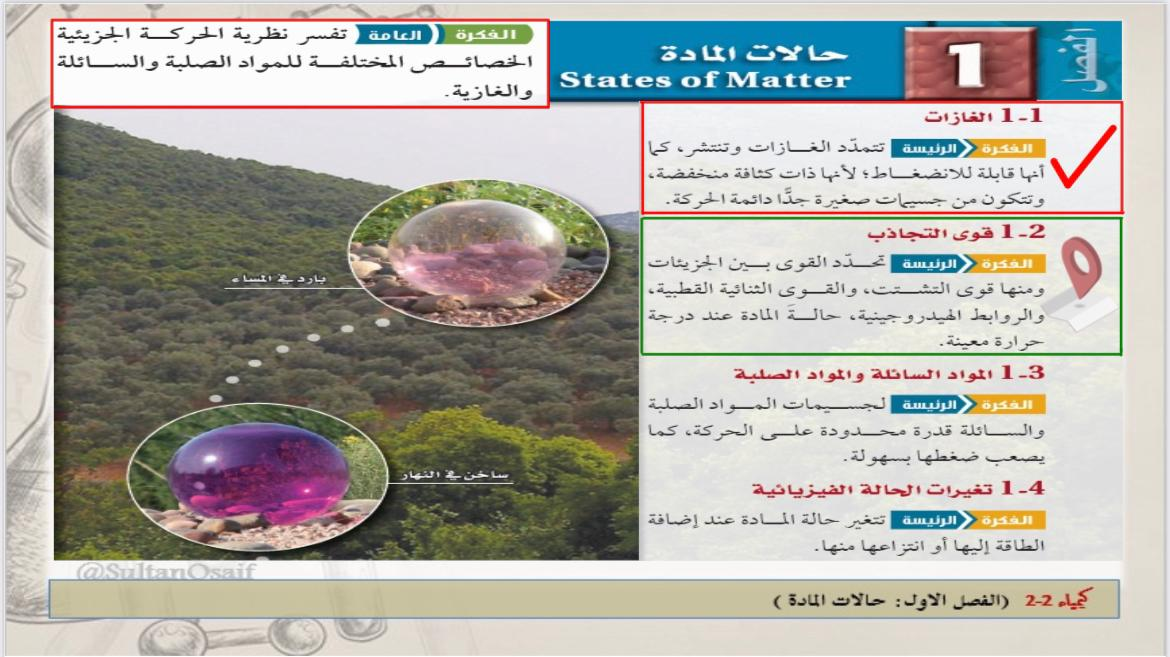 الفصل
1
حالات المادة
States of Matter
الفكرة العامة تفسر نظرية الحركة الجزيئية
الخصائص المختلفة للمواد الصلبة والسائلة
والغازية.
1-1 الغازات
الفكرة الرئيسة تتمدّد الغازات وتنتشر، كما
أنها قابلة للانضغاط؛ لأنها ذات كثافة منخفضة،
وتتكون من جسيمات صغيرة جدًّا دائمة الحركة.
1-2 قوى التجاذب
الفكرة الرئيسة تحدّد القوى بين الجزيئات
ومنها قوى التشتت، والقوى الثنائية القطبية،
والروابط الهيدروجينية، حالةَ المادة عند درجة
حرارة معينة.
1-3 المواد السائلة والمواد الصلبة
الفكرة الرئيسة لجسيمات المواد الصلبة
والسائلة قدرة محدودة على الحركة، كما
يصعب ضغطها بسهولة.
1-4 تغيرات الحالة الفيزيائية
الفكرة الرئيسة تتغير حالة المادة عند إضافة
الطاقة إليها أو انتزاعها منها.
بارد في المساء
ساخن في النهار
@SultanQsaif
كيمياء 2-2 (الفصل الاول: حالات المادة )